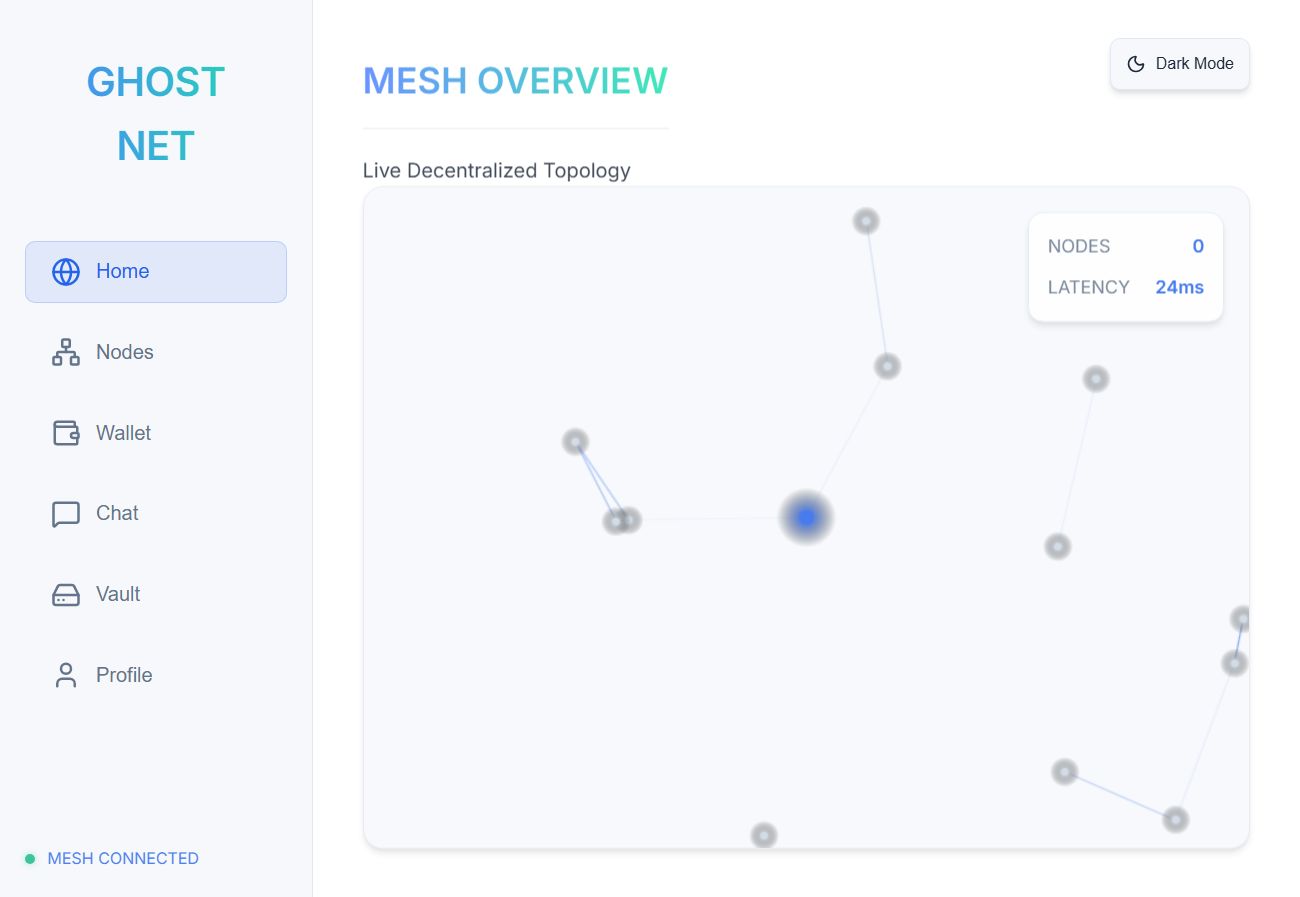 GHOST
NET
Home
Nodes
Wallet
Chat
Vault
Profile
MESH CONNECTED
MESH OVERVIEW
Dark Mode
Live Decentralized Topology
NODES 0
LATENCY 24ms